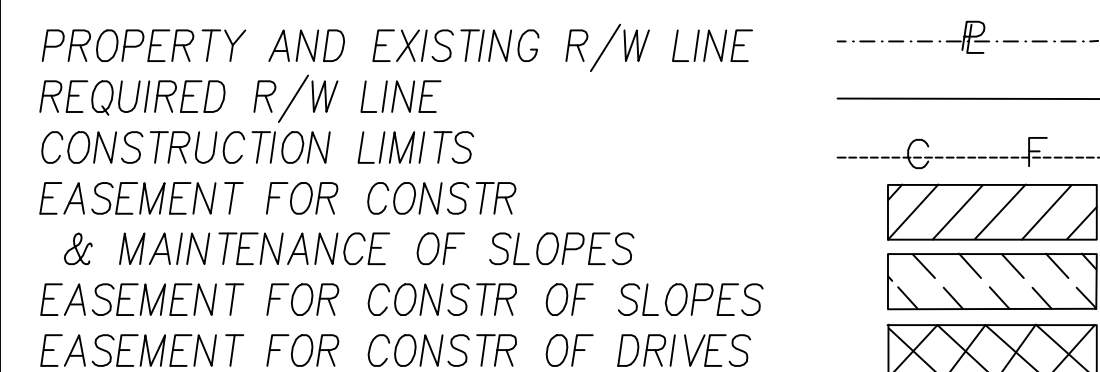 PROPERTY AND EXISTING R/W LINE PL
REQUIRED R/W LINE
CONSTRUCTION LIMITS C F
EASEMENT FOR CONSTR
& MAINTENANCE OF SLOPES
EASEMENT FOR CONSTR OF SLOPES
EASEMENT FOR CONSTR OF DRIVES